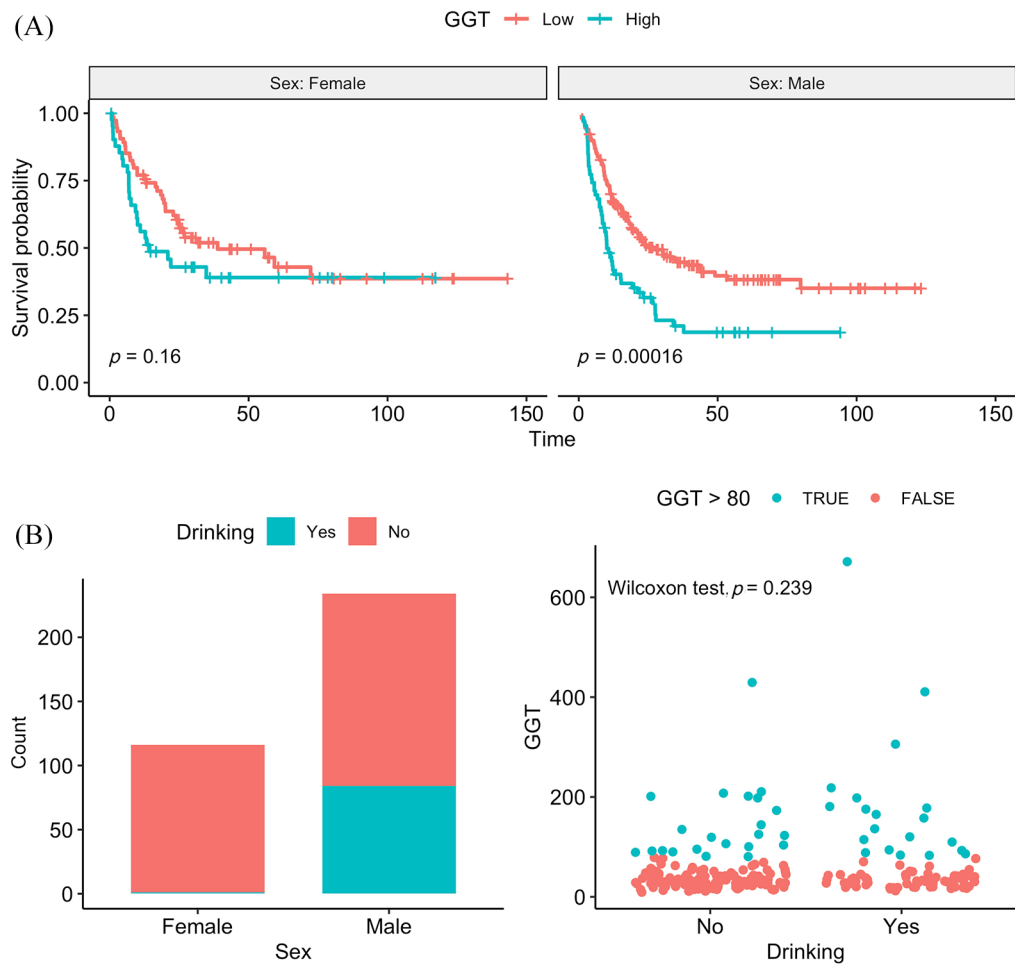 (A)
GGT Low High
Sex: Female Sex: Male
Survival probability
1.00
0.75
0.50
0.25
0.00
p = 0.16 p = 0.00016
0 50 100 150 0 50 100 150
Time
(B)
Drinking Yes No
Count
200
150
100
50
0
Female Male
Sex
GGT > 80 TRUE FALSE
Wilcoxon test, p = 0.239
GGT
600
400
200
0
No Yes
Drinking